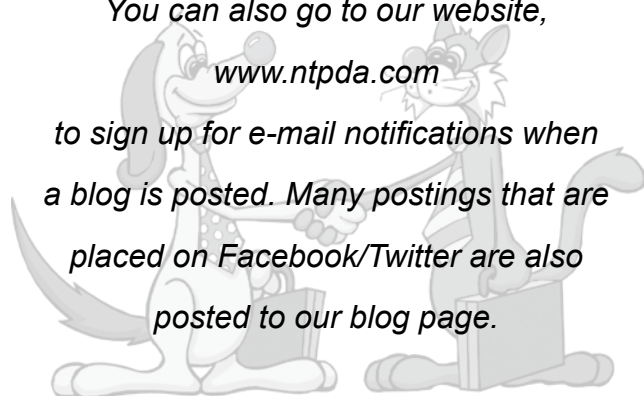 You can also go to our website,
www.ntpda.com
to sign up for e-mail notifications when
a blog is posted. Many postings that are
placed on Facebook/Twitter are also
posted to our blog page.